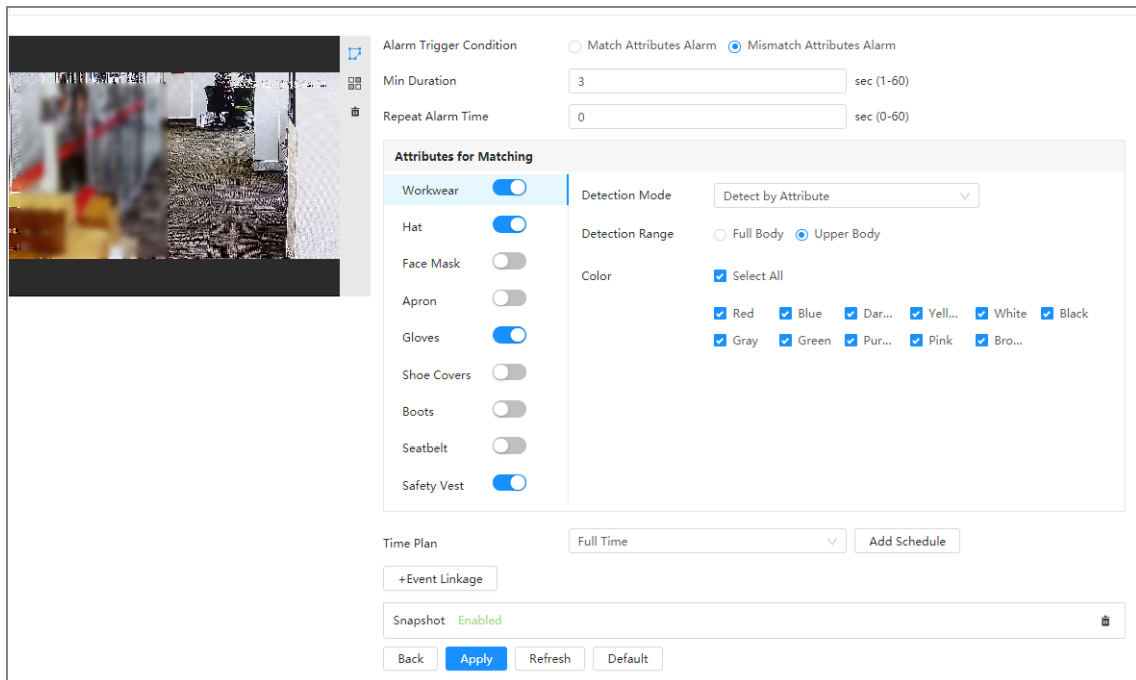 Alarm Trigger Condition Match Attributes Alarm Mismatch Attributes Alarm
Min Duration 3 sec (1-60)
Repeat Alarm Time 0 sec (0-60)
Attributes for Matching
Workwear
Hat
Face Mask
Apron
Gloves
Shoe Covers
Boots
Seatbelt
Safety Vest
Detection Mode Detect by Attribute
Detection Range Full Body Upper Body
Color Select All
Red Blue Dar... Yell... White Black
Gray Green Pur... Pink Bro...
Time Plan Full Time Add Schedule
+Event Linkage
Snapshot Enabled
Back Apply Refresh Default